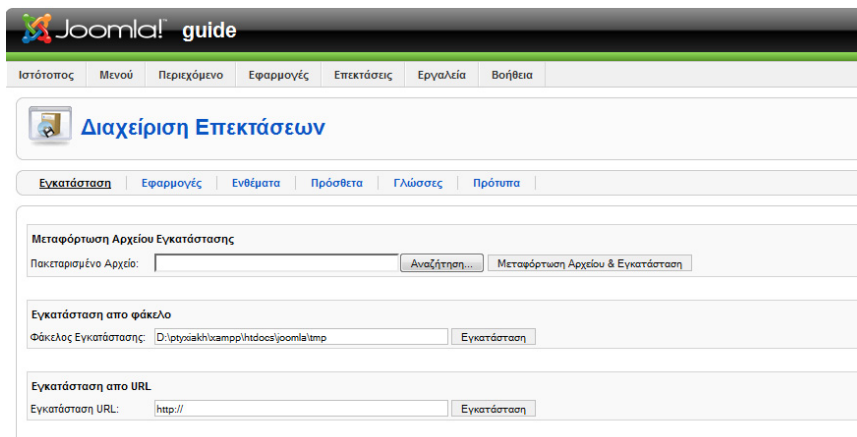 Joomla! guide
Ιστότοπος Μενού Περιεχόμενο Εφαρμογές Επεκτάσεις Εργαλεία Βοήθεια
Διαχείριση Επεκτάσεων
Εγκατάσταση Εφαρμογές Ενθέματα Πρόσθετα Γλώσσες Πρότυπα
Μεταφόρτωση Αρχείου Εγκατάστασης
Πακεταρισμένο Αρχείο: Αναζήτηση... Μεταφόρτωση Αρχείου & Εγκατάσταση
Εγκατάσταση απο φάκελο
Φάκελος Εγκατάστασης: D:\ptyxiakh\xampp\htdocs\joomla\tmp Εγκατάσταση
Εγκατάσταση απο URL
Εγκατάσταση URL: http:// Εγκατάσταση